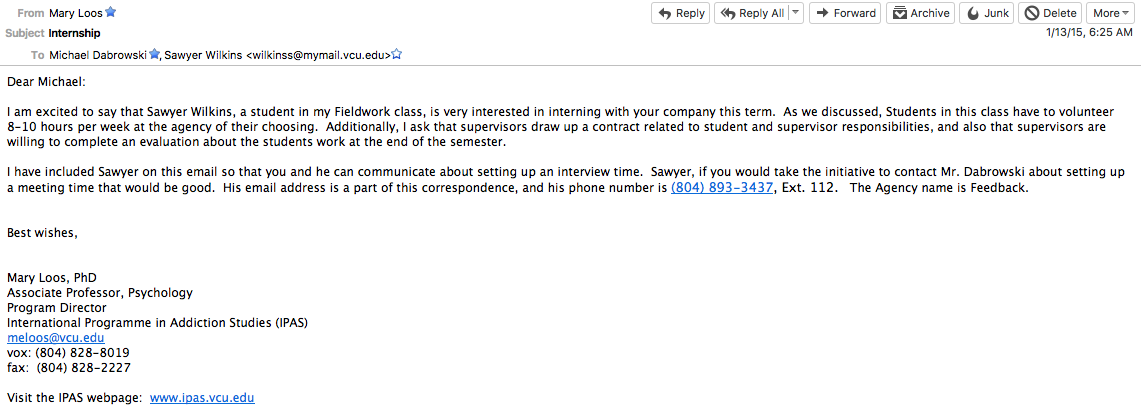 From Mary Loos
Reply Reply All Forward Archive Junk Delete More
Subject Internship
1/13/15, 6:25 AM
To Michael Dabrowski, Sawyer Wilkins <wilkinss@mymail.vcu.edu>
Dear Michael:
I am excited to say that Sawyer Wilkins, a student in my Fieldwork class, is very interested in interning with your company this term.  As we discussed, Students in this class have to volunteer
8-10 hours per week at the agency of their choosing.  Additionally, I ask that supervisors draw up a contract related to student and supervisor responsibilities, and also that supervisors are
willing to complete an evaluation about the students work at the end of the semester.
I have included Sawyer on this email so that you and he can communicate about setting up an interview time.  Sawyer, if you would take the initiative to contact Mr. Dabrowski about setting up
a meeting time that would be good.  His email address is a part of this correspondence, and his phone number is (804) 893-3437, Ext. 112.   The Agency name is Feedback.
Best wishes,
Mary Loos, PhD
Associate Professor, Psychology
Program Director
International Programme in Addiction Studies (IPAS)
meloos@vcu.edu
vox: (804) 828-8019
fax:  (804) 828-2227
Visit the IPAS webpage:  www.ipas.vcu.edu